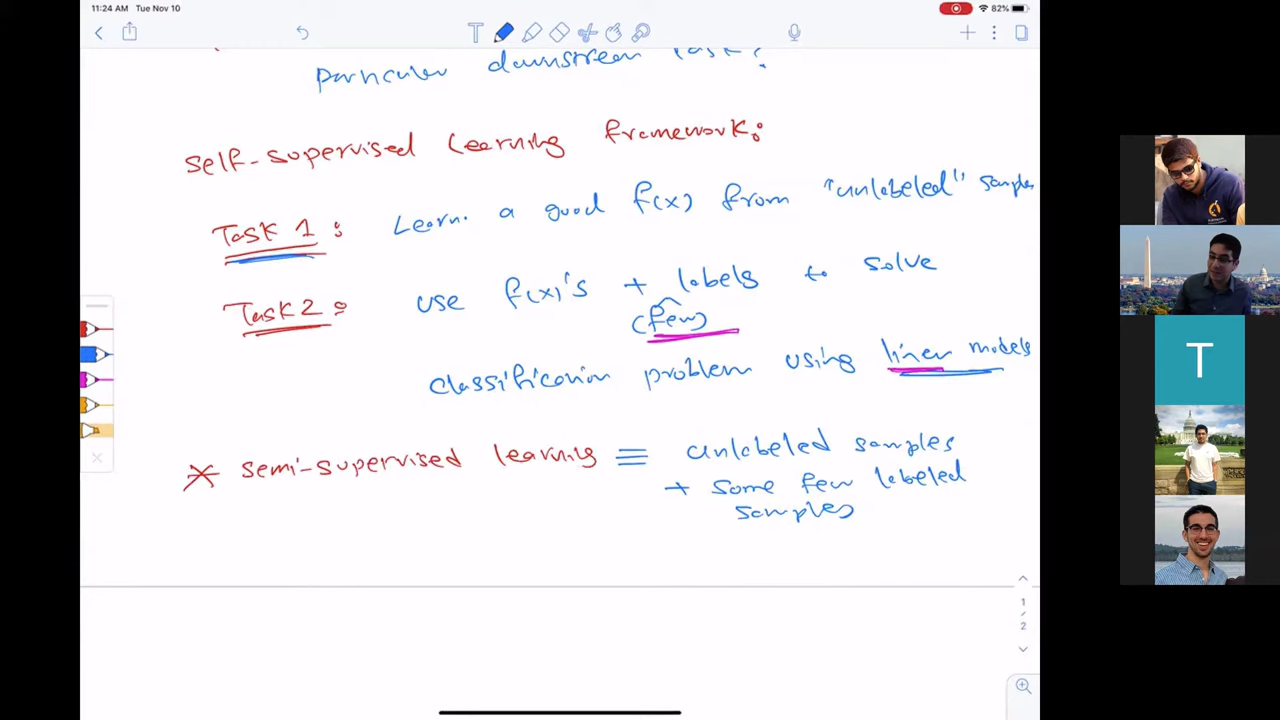 11:24 AM Tue Nov 10
82%
particular downstream task?
self-supervised learning framework:
Task 1: Learn a good f(x) from "unlabeled" samples
Task 2: use f(x)'s + labels to solve
(few)
classification problem using linear models
* semi-supervised learning ≡ unlabeled samples
+ some few labeled
samples
T
1
/
2